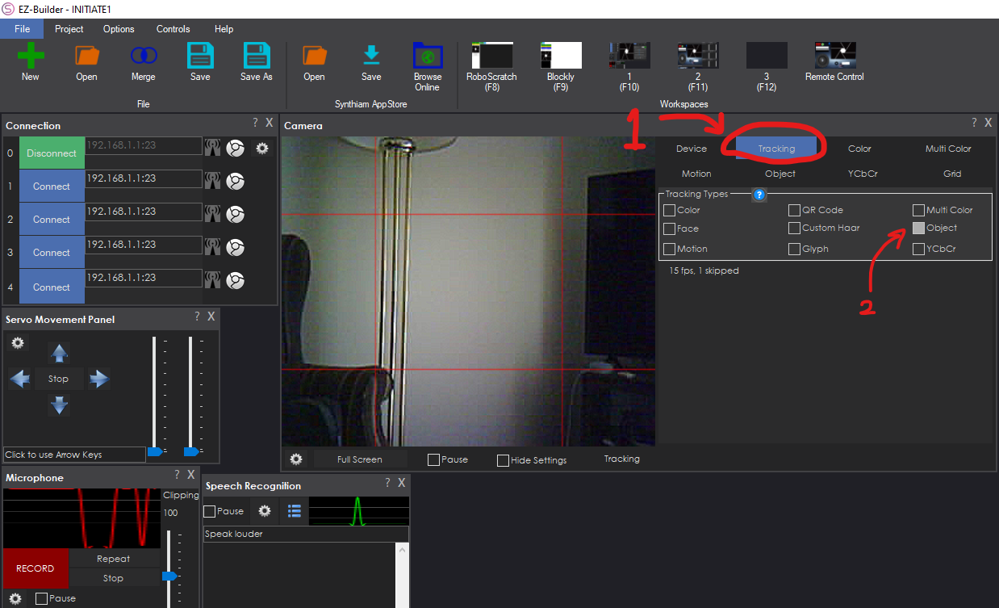 EZ-Builder - INITIATE1
File Project Options Controls Help
New Open Merge Save Save As Open Save Browse Online RoboScratch (F8) Blockly (F9) 1 (F10) 2 (F11) 3 (F12) Remote Control
File Synthiam AppStore Workspaces
Connection ? X
0 Disconnect 192.168.1.1:23
1 Connect 192.168.1.1:23
2 Connect 192.168.1.1:23
3 Connect 192.168.1.1:23
4 Connect 192.168.1.1:23
Camera ? X
1
Device Tracking Color Multi Color
Motion Object YCbCr Grid
Tracking Types ?
Color QR Code Multi Color
Face Custom Haar Object
Motion Glyph YCbCr
15 fps, 1 skipped
2
Full Screen Pause Hide Settings Tracking
Servo Movement Panel ? X
Stop
Click to use Arrow Keys
Microphone ? X
Clipping
100
RECORD Repeat
Stop
Pause
Speech Recognition ? X
Pause
Speak louder